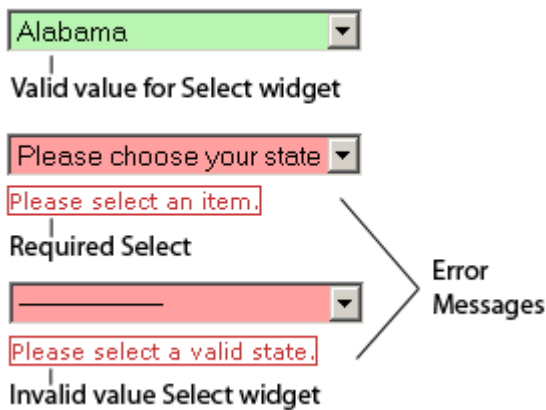 Alabama
Valid value for Select widget
Please choose your state
Please select an item.
Required Select
Error
Messages
Please select a valid state.
Invalid value Select widget